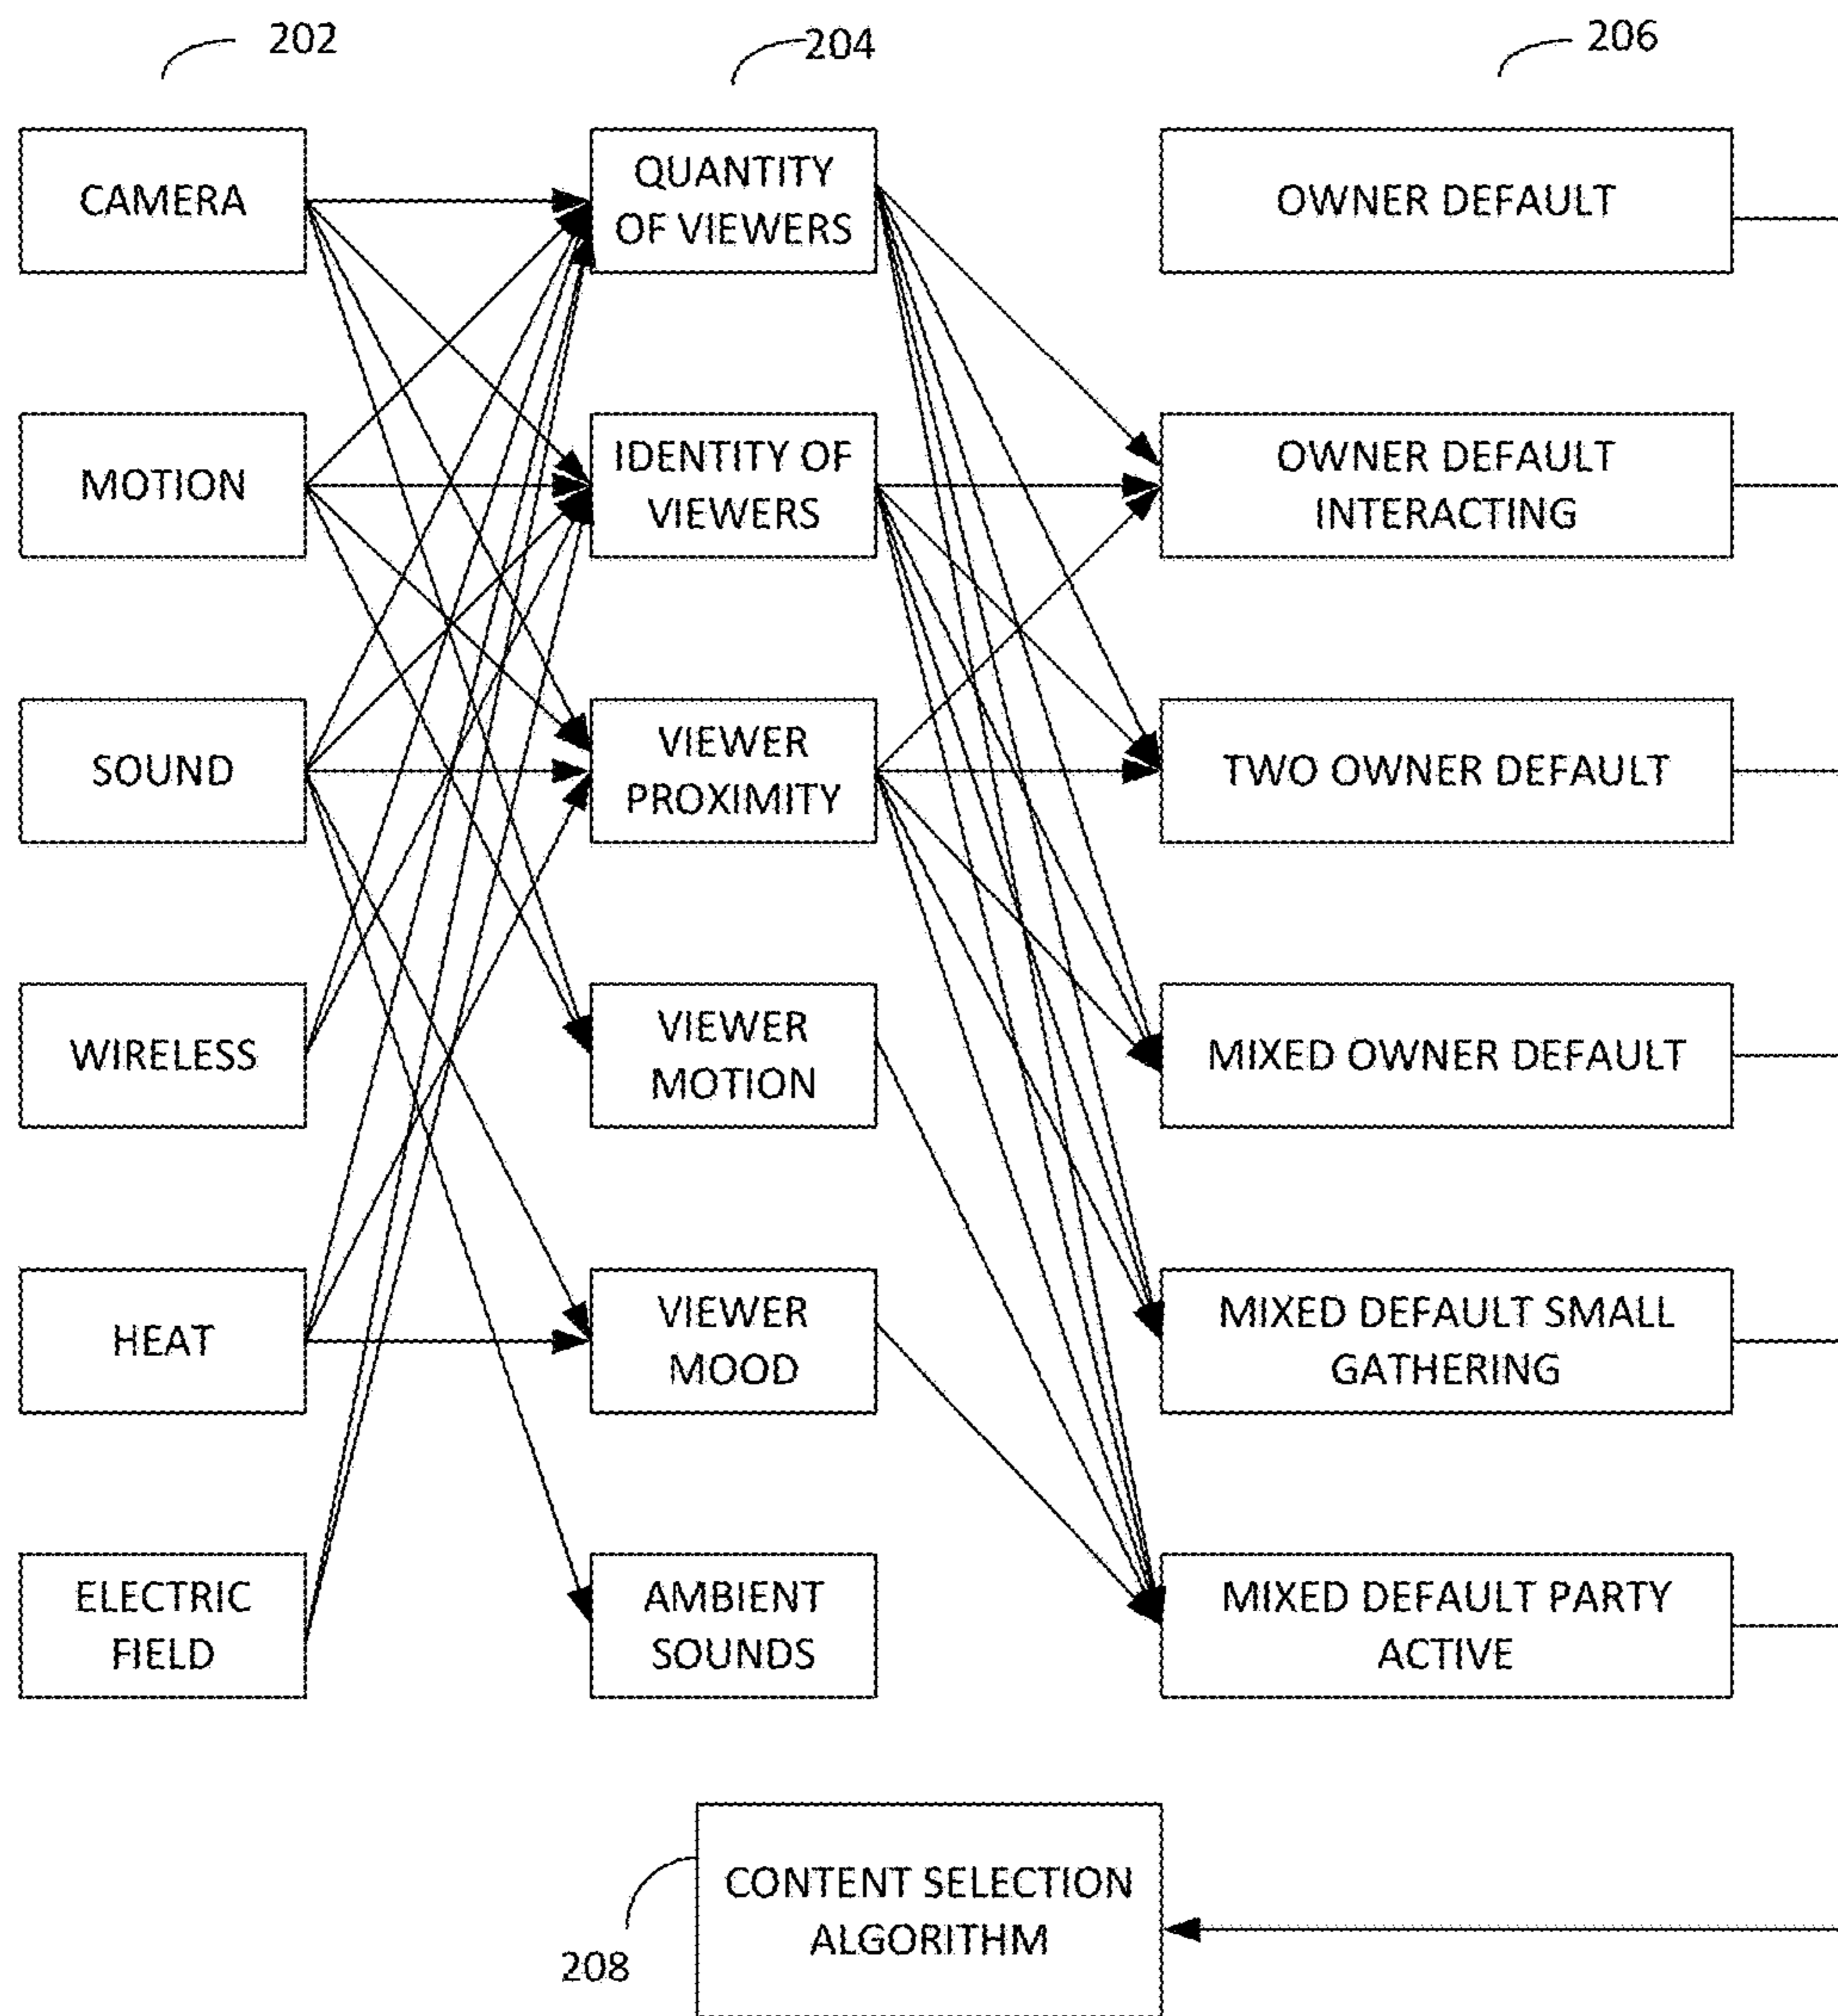 202
204
206
CAMERA
QUANTITY
OF VIEWERS
OWNER DEFAULT
MOTION
IDENTITY OF
VIEWERS
OWNER DEFAULT
INTERACTING
SOUND
VIEWER
PROXIMITY
TWO OWNER DEFAULT
WIRELESS
VIEWER
MOTION
MIXED OWNER DEFAULT
HEAT
VIEWER
MOOD
MIXED DEFAULT SMALL
GATHERING
ELECTRIC
FIELD
AMBIENT
SOUNDS
MIXED DEFAULT PARTY
ACTIVE
CONTENT SELECTION
ALGORITHM
208